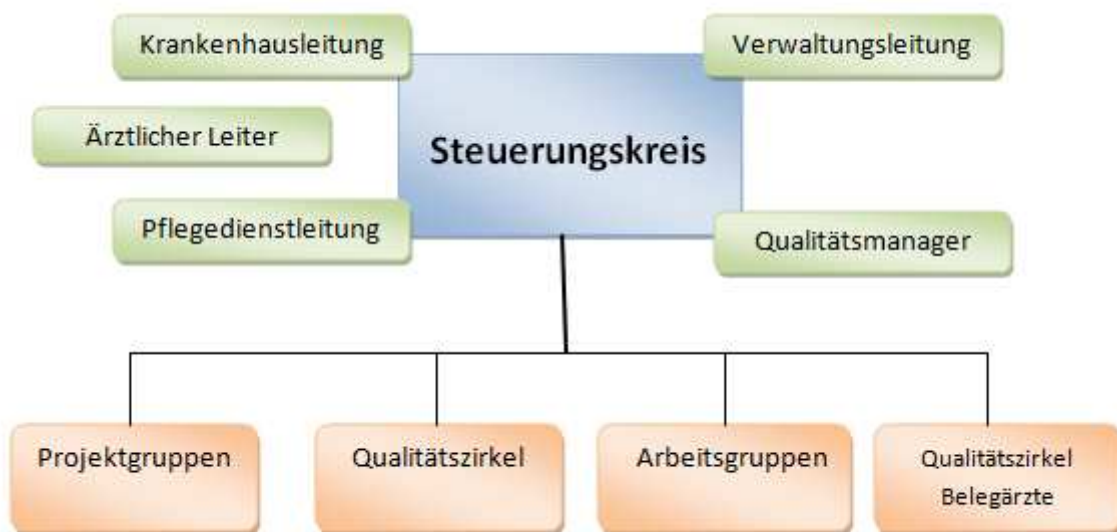 Krankenhausleitung
Verwaltungsleitung
Ärztlicher Leiter
Steuerungskreis
Pflegedienstleitung
Qualitätsmanager
Projektgruppen
Qualitätszirkel
Arbeitsgruppen
Qualitätszirkel
Belegärzte